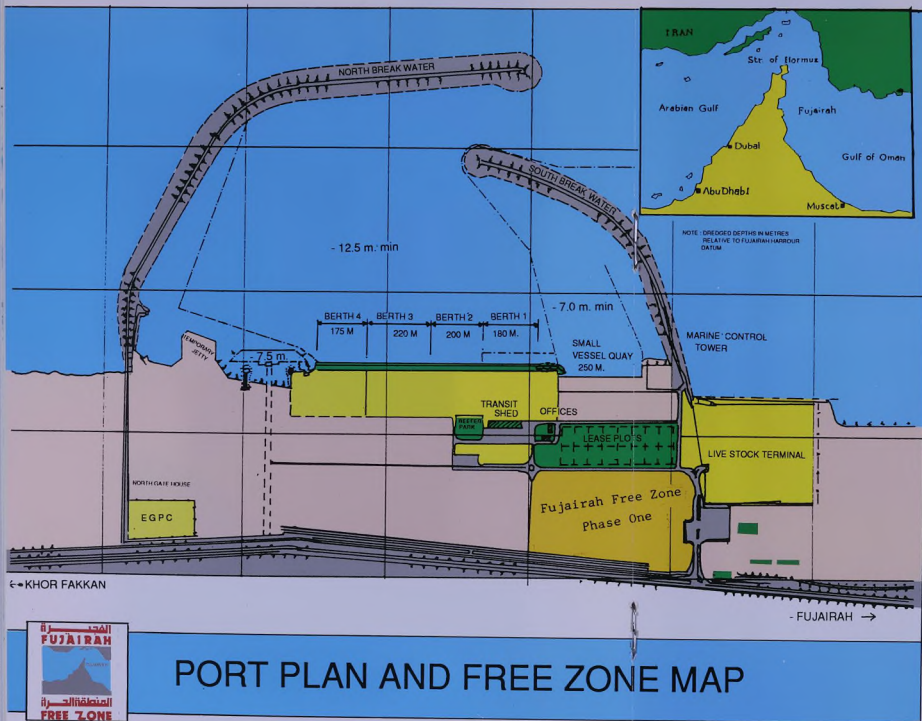 IRAN
Str. of Hormuz
Arabian Gulf
Fujairah
Dubai
Gulf of Oman
Abu Dhabi
Muscat
NOTE : DREDGED DEPTHS IN METRES
RELATIVE TO FUJAIRAH HARBOUR
DATUM
NORTH BREAK WATER
SOUTH BREAK WATER
- 12.5 m. min
- 7.0 m. min
BERTH 4
175 M
BERTH 3
220 M
BERTH 2
200 M
BERTH 1
180 M.
SMALL
VESSEL QUAY
250 M.
MARINE CONTROL
TOWER
TEMPORARY
JETTY
- 7.5 m.
TRANSIT
SHED
OFFICES
REEFER
PARK
LEASE PLOTS
LIVE STOCK TERMINAL
NORTH GATE HOUSE
EGPC
Fujairah Free Zone
Phase One
KHOR FAKKAN
- FUJAIRAH
الفجيرة
FUJAIRAH
المنطقة الحرة
FREE ZONE
PORT PLAN AND FREE ZONE MAP